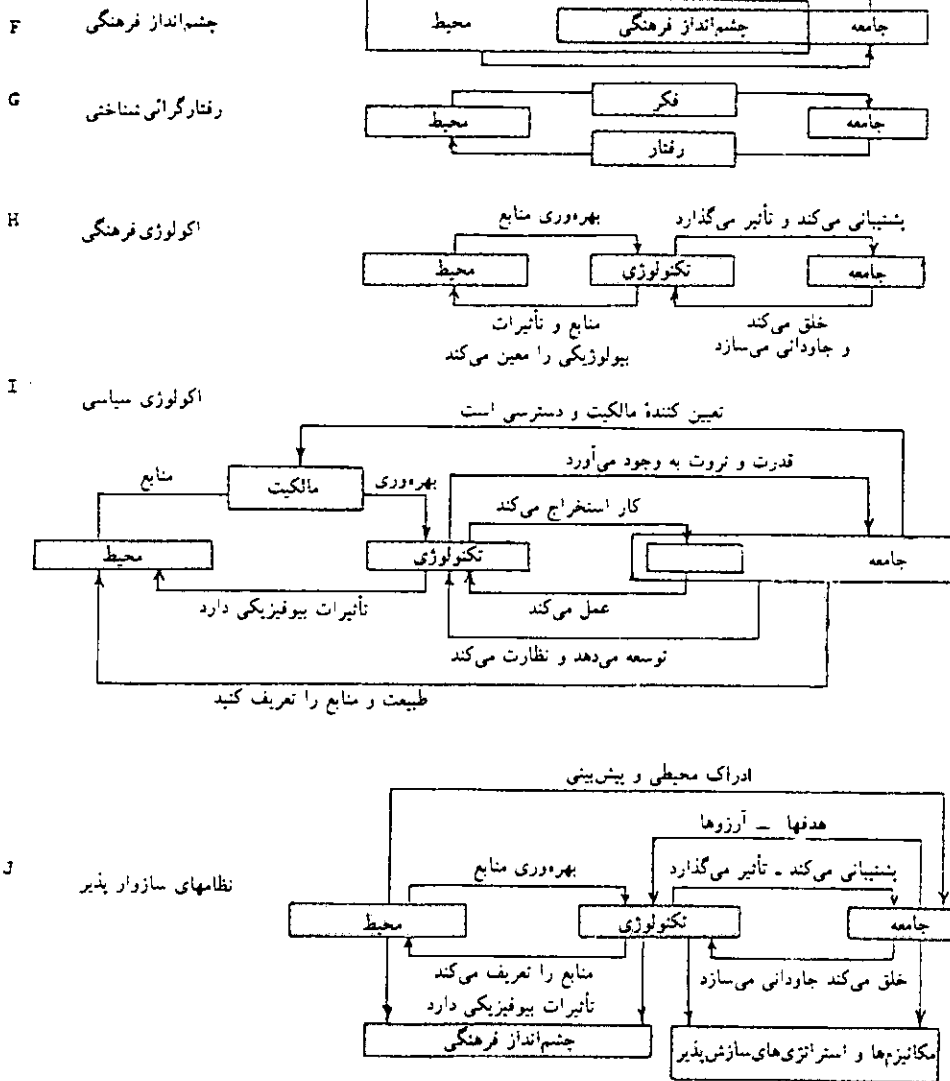 F
چشم‌انداز فرهنگی
محیط
چشم‌انداز فرهنگی
جامعه
G
رفتارگرائی شناختی
محیط
فکر
رفتار
جامعه
H
اکولوژی فرهنگی
بهره‌وری منابع
پشتیبانی می‌کند و تأثیر می‌گذارد
محیط
تکنولوژی
جامعه
منابع و تأثیرات
بیولوژیکی را معین می‌کند
خلق می‌کند
و جاودانی می‌سازد
I
اکولوژی سیاسی
تعیین کنندهٔ مالکیت و دسترسی است
قدرت و ثروت به وجود می‌آورد
منابع
مالکیت
بهره‌وری
کار استخراج می‌کند
محیط
تکنولوژی
جامعه
تأثیرات بیوفیزیکی دارد
عمل می‌کند
توسعه می‌دهد و نظارت می‌کند
طبیعت و منابع را تعریف کنید
ادراک محیطی و پیش‌بینی
هدفها – آرزوها
J
نظامهای سازوار پذیر
بهره‌وری منابع
پشتیبانی می‌کند - تأثیر می‌گذارد
محیط
تکنولوژی
جامعه
منابع را تعریف می‌کند
تأثیرات بیوفیزیکی دارد
خلق می‌کند جاودانی می‌سازد
چشم‌انداز فرهنگی
مکانیزم‌ها و استراتژی‌های سازش‌پذیر